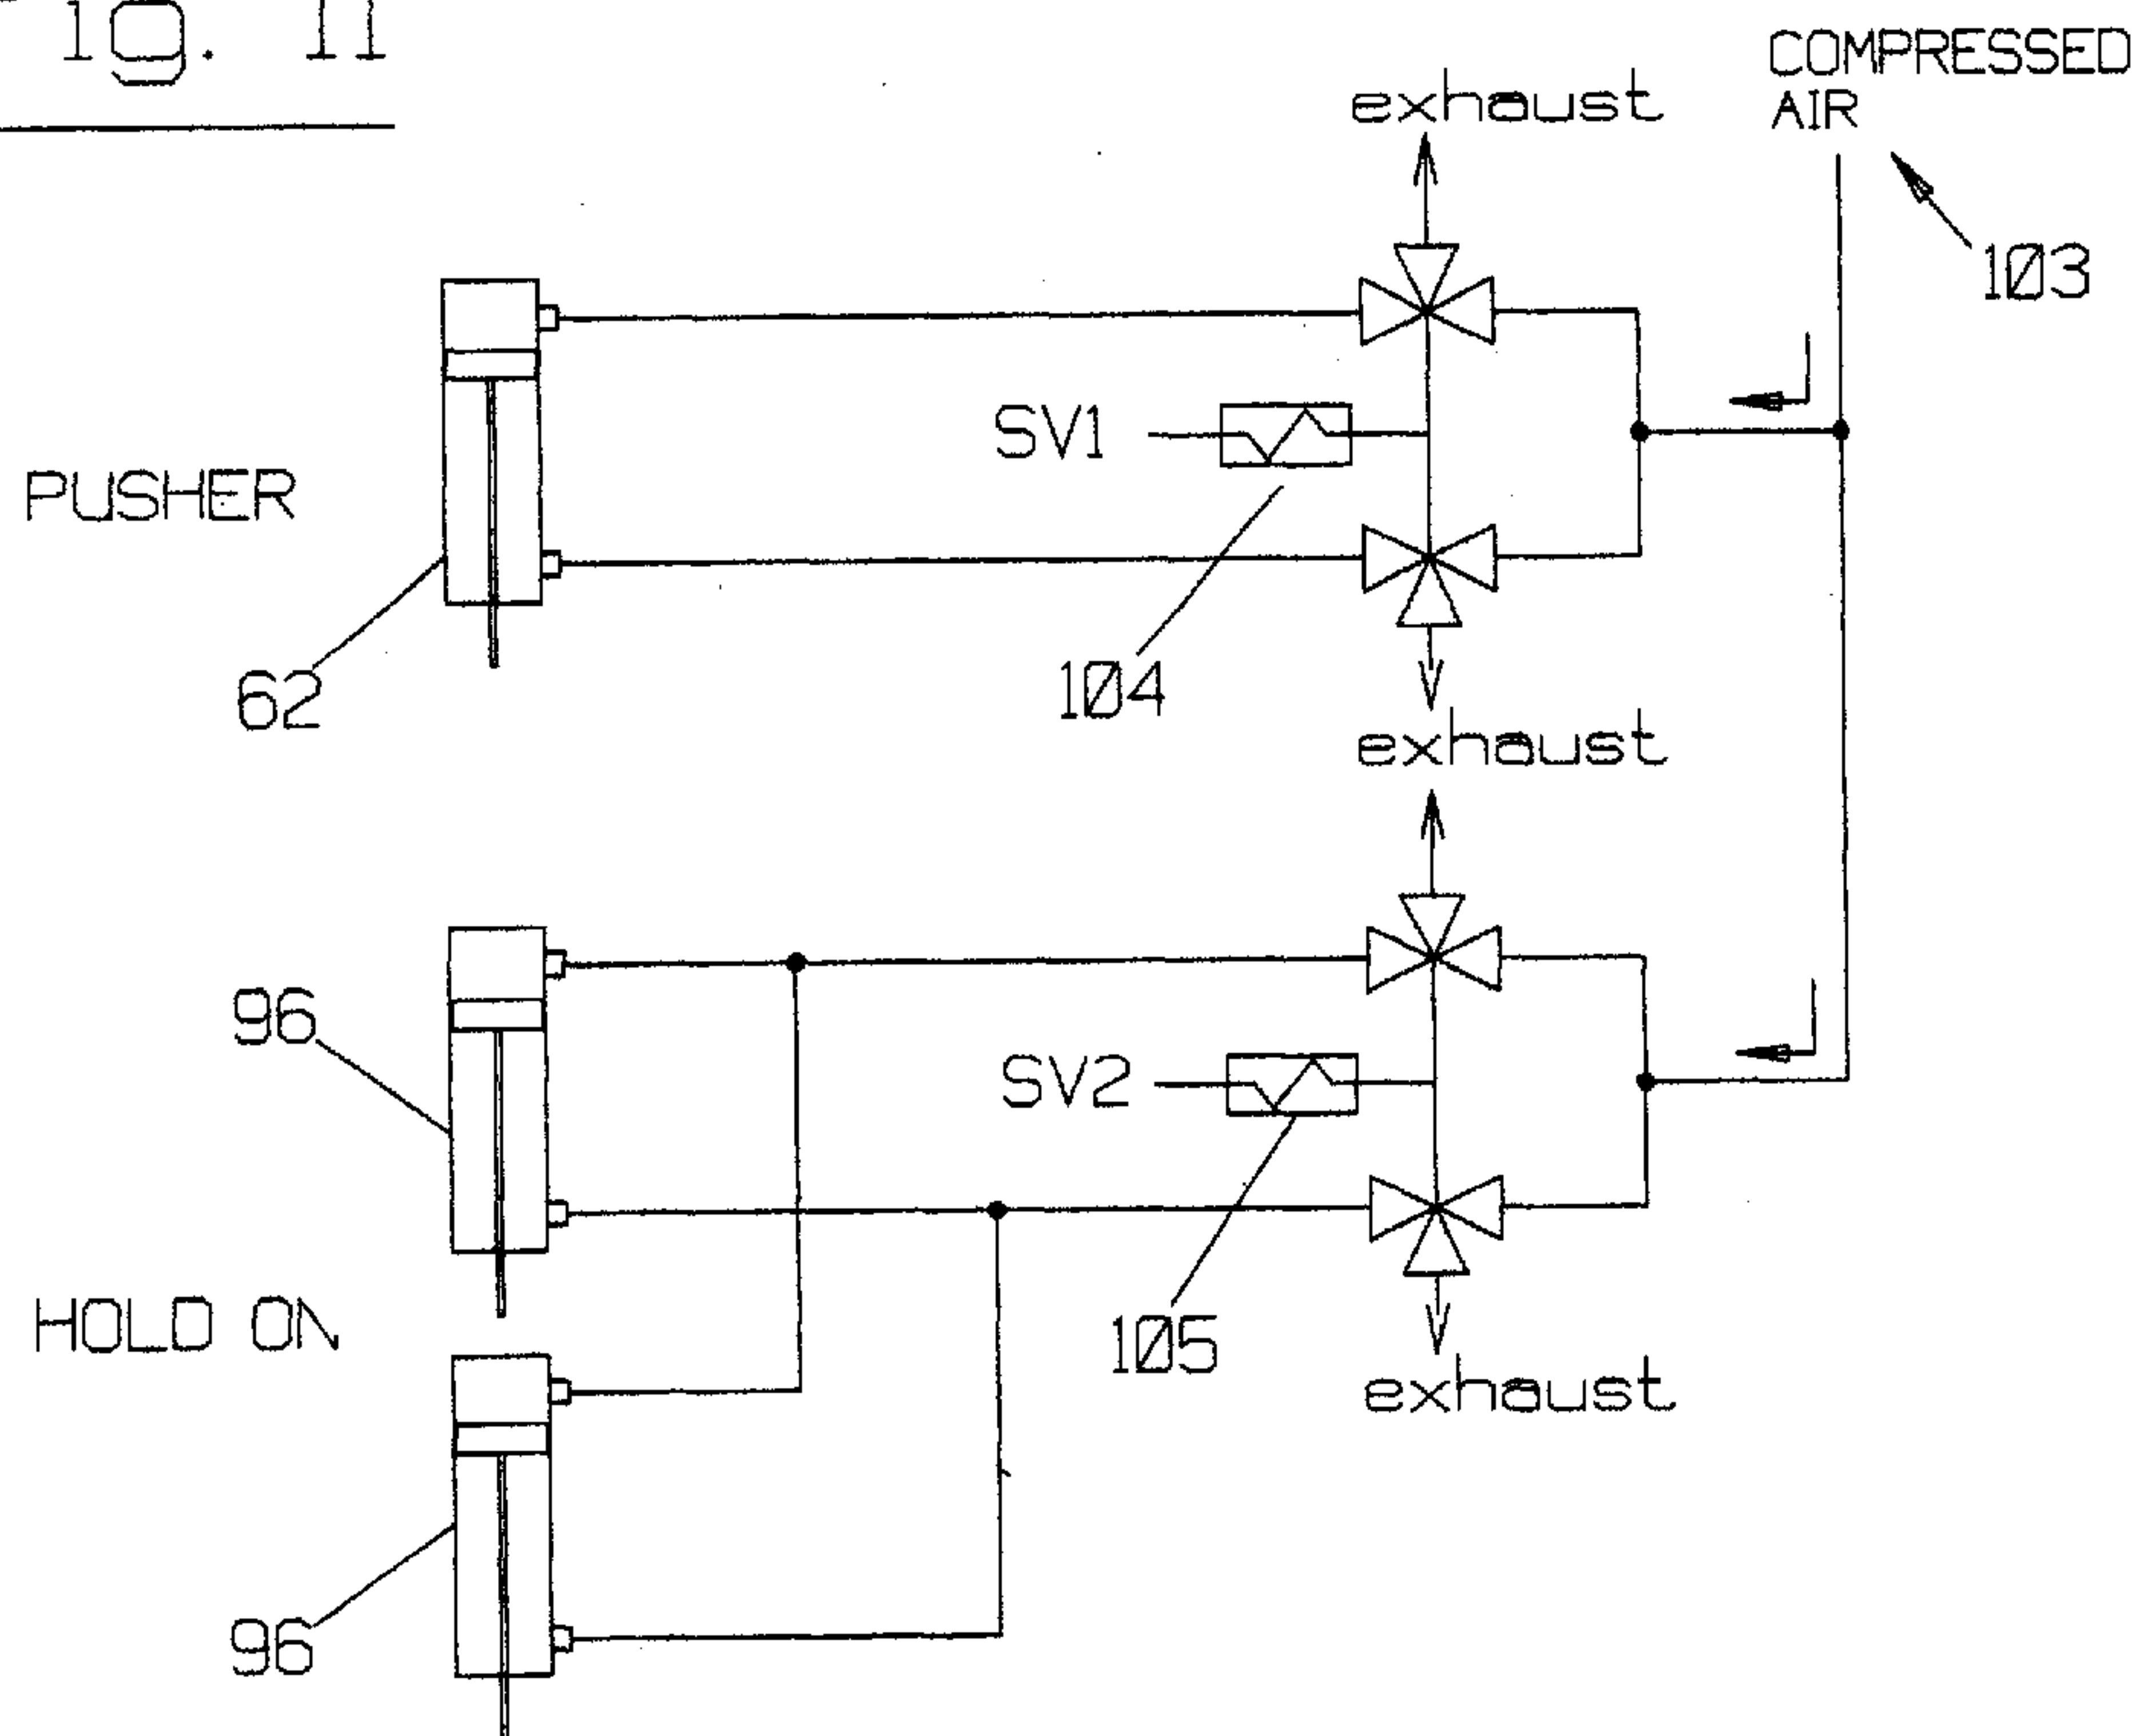 ig. 11
COMPRESSED
AIR
exhaust
103
SV1
PUSHER
62
104
exhaust
96
SV2
HOLD ON
105
exhaust
96